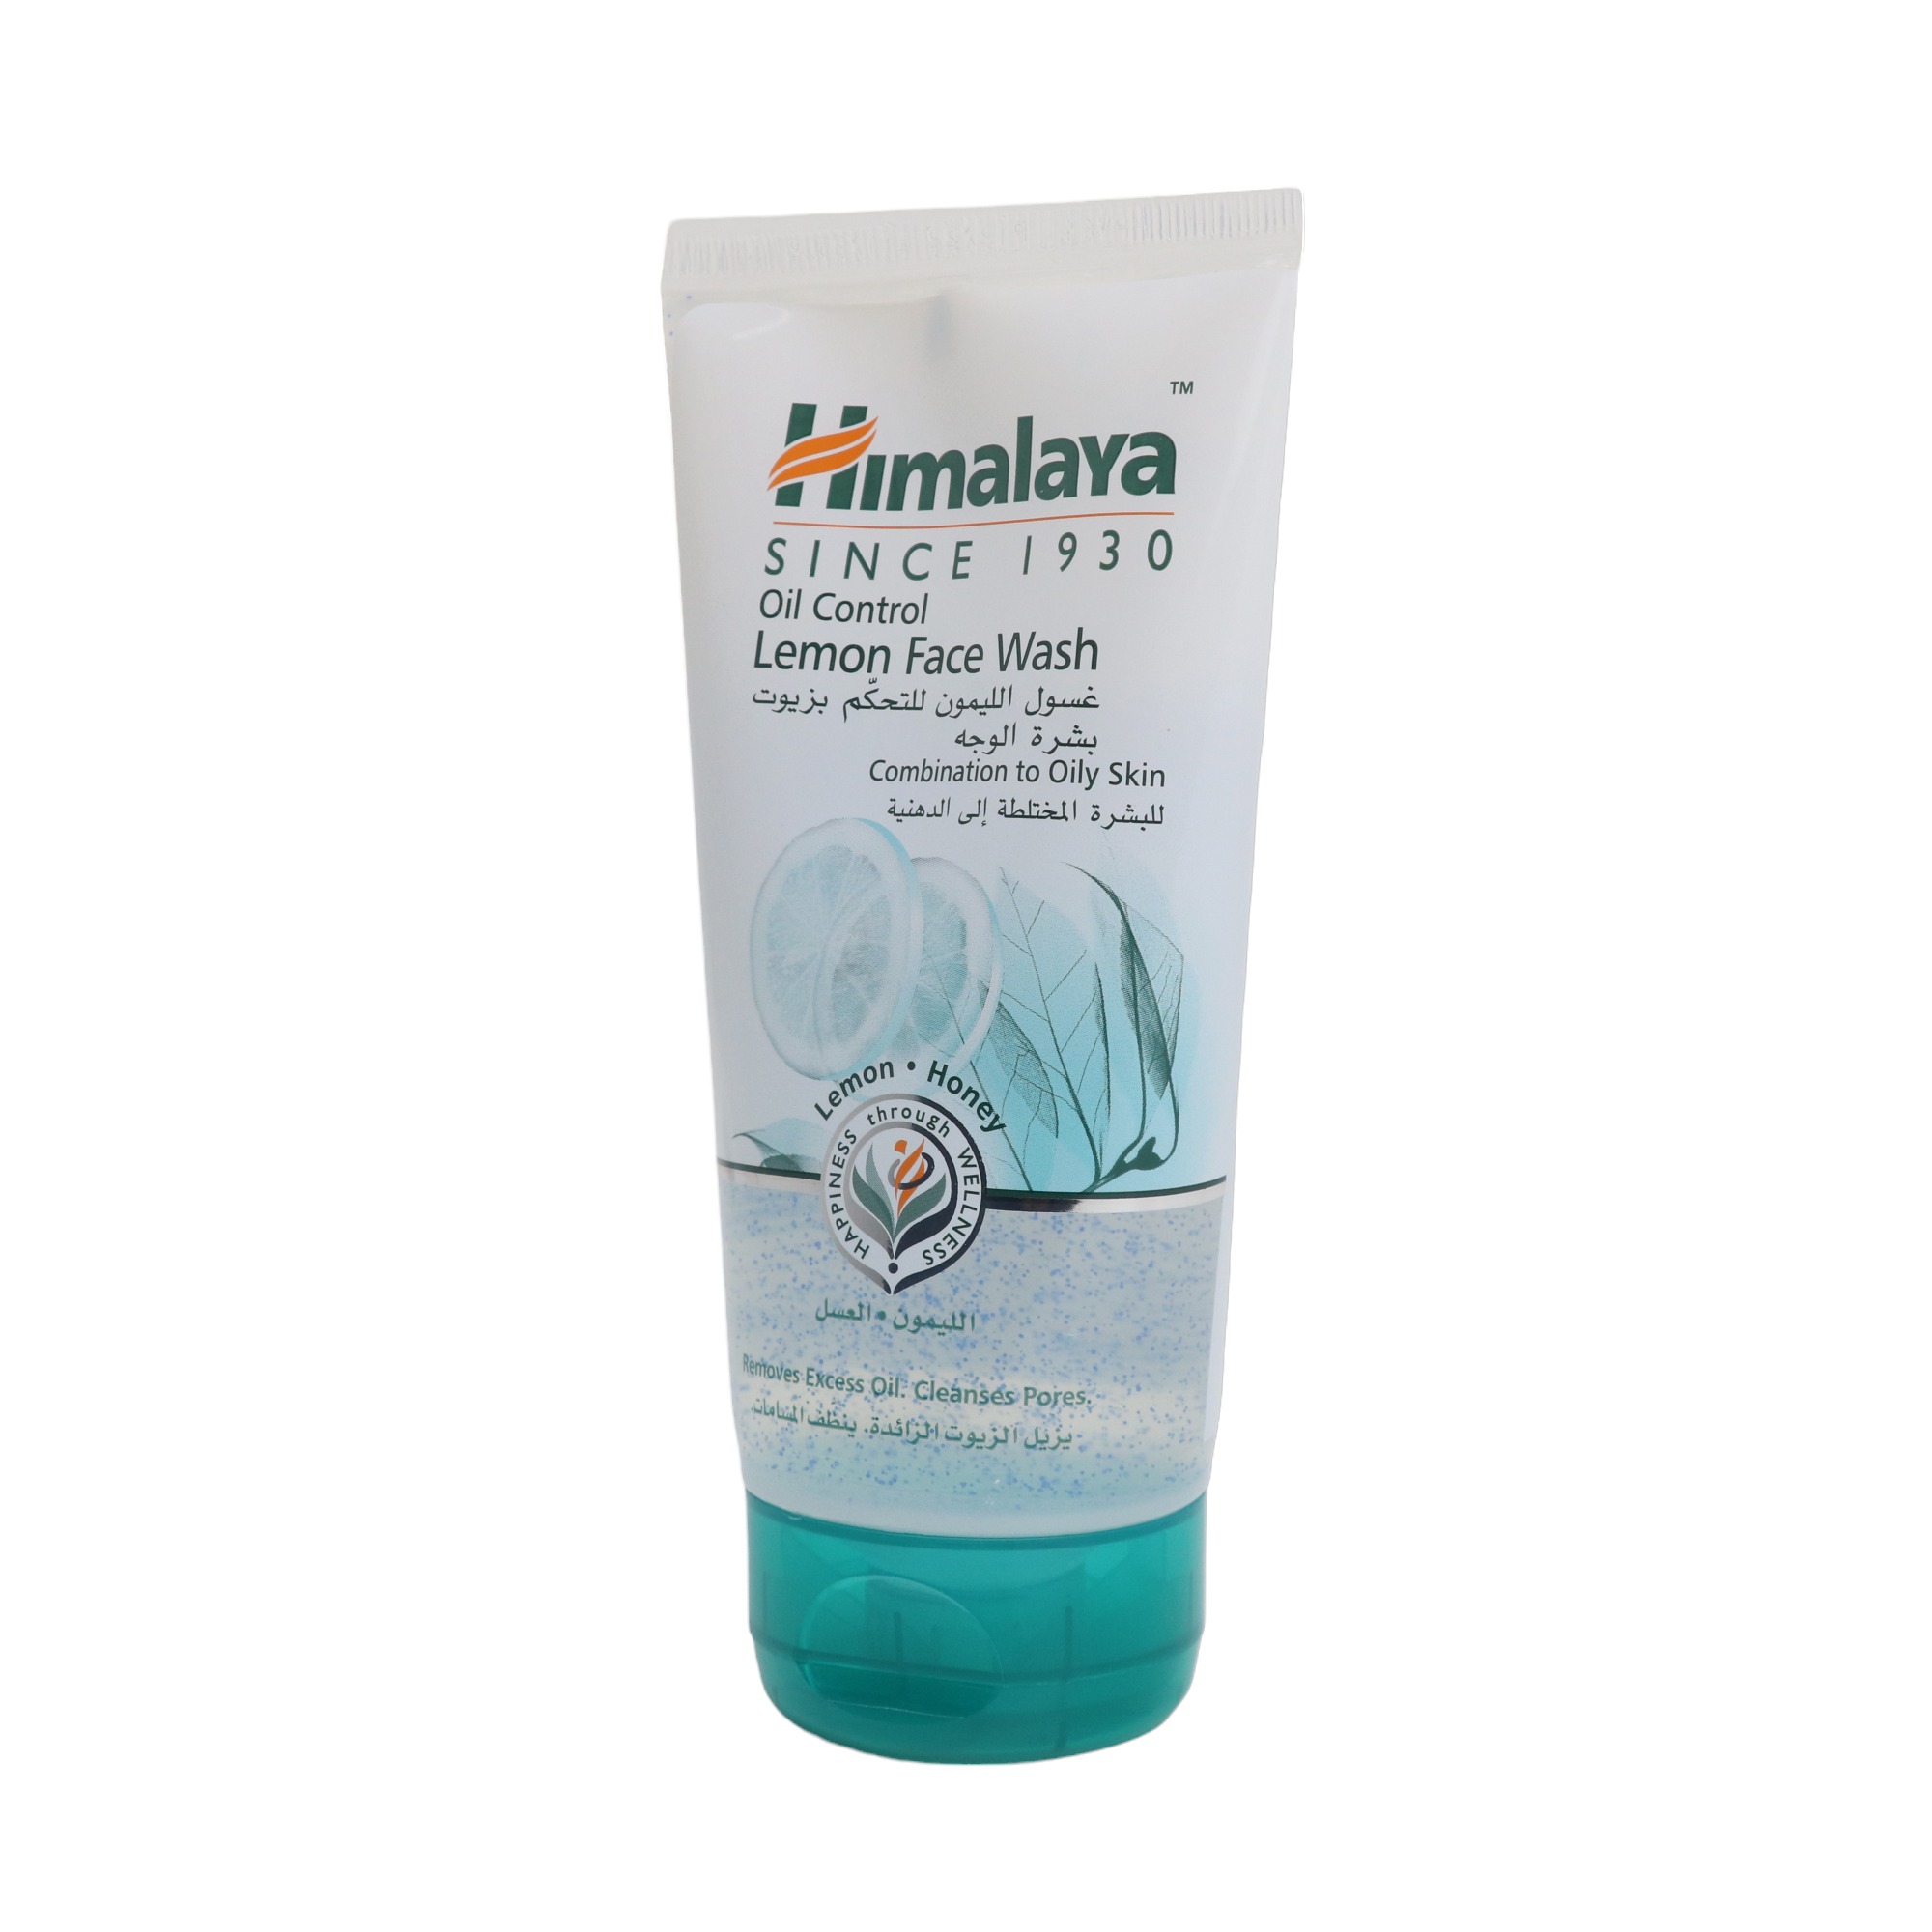 Himalaya™
SINCE 1930
Oil Control
Lemon Face Wash
غسول الليمون للتحكّم بزيوت
بشرة الوجه
Combination to Oily Skin
للبشرة المختلطة إلى الدهنية
Lemon • Honey
HAPPINESS through WELLNESS
الليمون • العسل
Removes Excess Oil. Cleanses Pores.
يزيل الزيوت الزائدة. ينظّف المسامات.